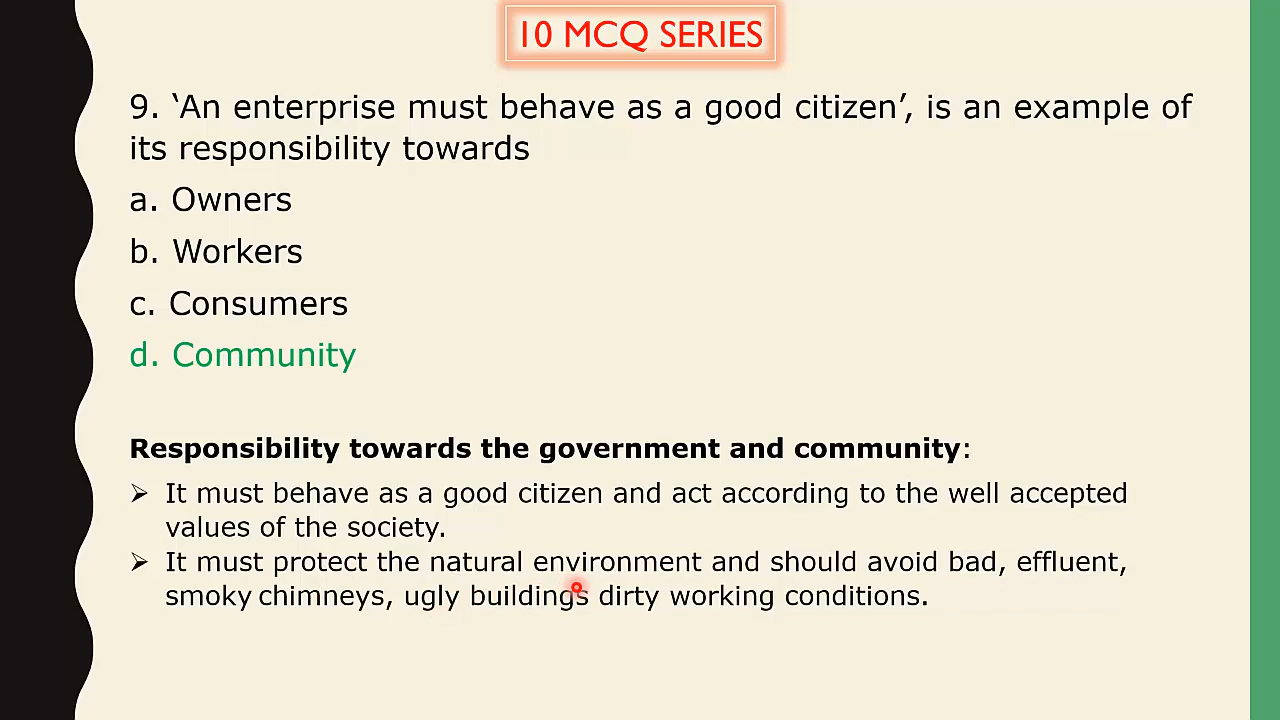 10 MCQ SERIES
9. ‘An enterprise must behave as a good citizen’, is an example of
its responsibility towards
a. Owners
b. Workers
c. Consumers
d. Community
Responsibility towards the government and community:
➢ It must behave as a good citizen and act according to the well accepted
values of the society.
➢ It must protect the natural environment and should avoid bad, effluent,
smoky chimneys, ugly buildings dirty working conditions.